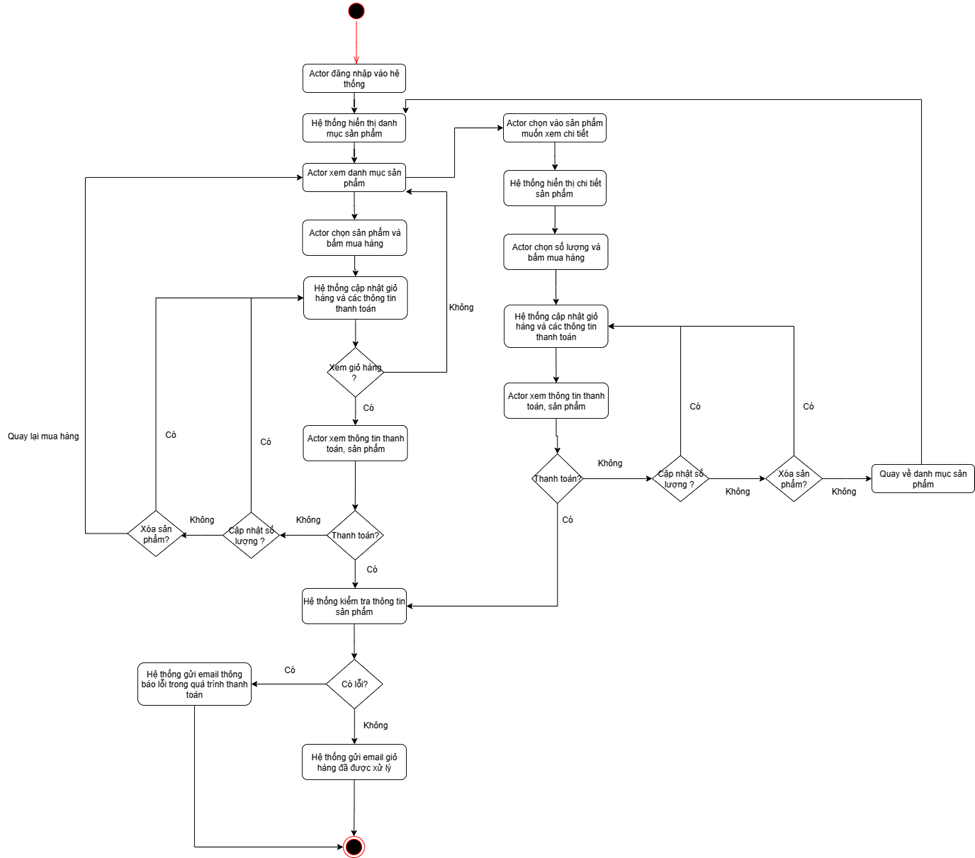 Actor đăng nhập vào hệ
thống
Hệ thống hiển thị danh
mục sản phẩm
Actor xem danh mục sản
phẩm
Actor chọn sản phẩm và
bấm mua hàng
Hệ thống cập nhật giỏ
hàng và các thông tin
thanh toán
Xem giỏ hàng
?
Không
Có
Actor xem thông tin thanh
toán, sản phẩm
Thanh toán?
Không
Cập nhật số
lượng ?
Có
Không
Xóa sản
phẩm?
Có
Quay lại mua hàng
Có
Actor chọn vào sản phẩm
muốn xem chi tiết
Hệ thống hiển thị chi tiết
sản phẩm
Actor chọn số lượng và
bấm mua hàng
Hệ thống cập nhật giỏ
hàng và các thông tin
thanh toán
Actor xem thông tin thanh
toán, sản phẩm
Thanh toán?
Không
Cập nhật số
lượng ?
Có
Không
Xóa sản
phẩm?
Có
Không
Quay về danh mục sản
phẩm
Có
Hệ thống kiểm tra thông tin
sản phẩm
Có lỗi?
Có
Hệ thống gửi email thông
báo lỗi trong quá trình thanh
toán
Không
Hệ thống gửi email giỏ
hàng đã được xử lý